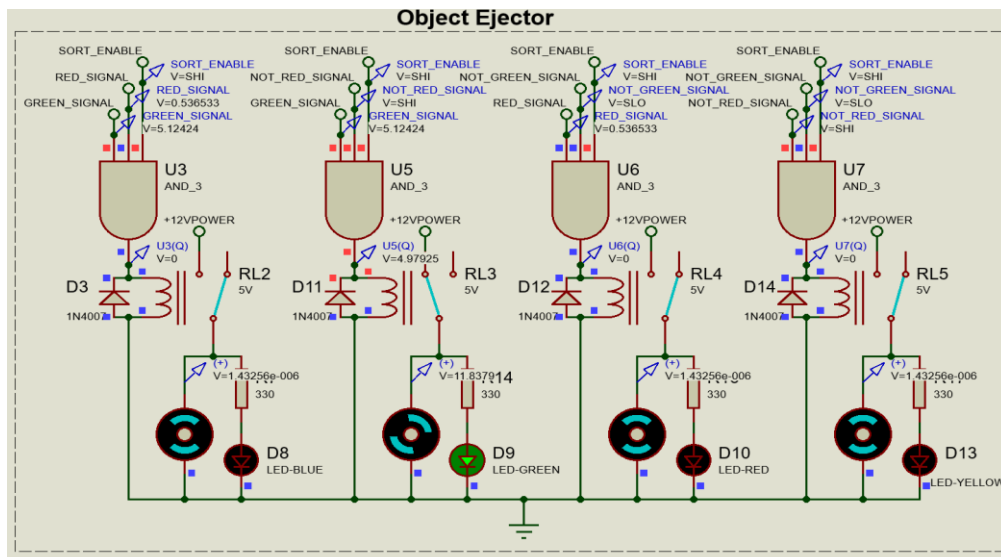 Object Ejector
SORT_ENABLE
SORT_ENABLE
V=SHI
RED_SIGNAL
RED_SIGNAL
V=0.536533
GREEN_SIGNAL
GREEN_SIGNAL
V=5.12424
U3
AND_3
+12VPOWER
U3(Q)
V=0
D3
1N4007
RL2
5V
(+)
V=1.43256e-006
330
D8
LED-BLUE
SORT_ENABLE
SORT_ENABLE
V=SHI
NOT_RED_SIGNAL
NOT_RED_SIGNAL
V=SHI
GREEN_SIGNAL
GREEN_SIGNAL
V=5.12424
U5
AND_3
+12VPOWER
U5(Q)
V=4.97925
D11
1N4007
RL3
5V
(+)
V=11.8379
14
330
D9
LED-GREEN
SORT_ENABLE
SORT_ENABLE
V=SHI
NOT_GREEN_SIGNAL
NOT_GREEN_SIGNAL
V=SLO
RED_SIGNAL
RED_SIGNAL
V=0.536533
U6
AND_3
+12VPOWER
U6(Q)
V=0
D12
1N4007
RL4
5V
(+)
V=1.43256e-006
330
D10
LED-RED
SORT_ENABLE
SORT_ENABLE
V=SHI
NOT_GREEN_SIGNAL
NOT_GREEN_SIGNAL
V=SLO
NOT_RED_SIGNAL
NOT_RED_SIGNAL
V=SHI
U7
AND_3
+12VPOWER
U7(Q)
V=0
D14
1N4007
RL5
5V
(+)
V=1.43256e-006
330
D13
LED-YELLOW